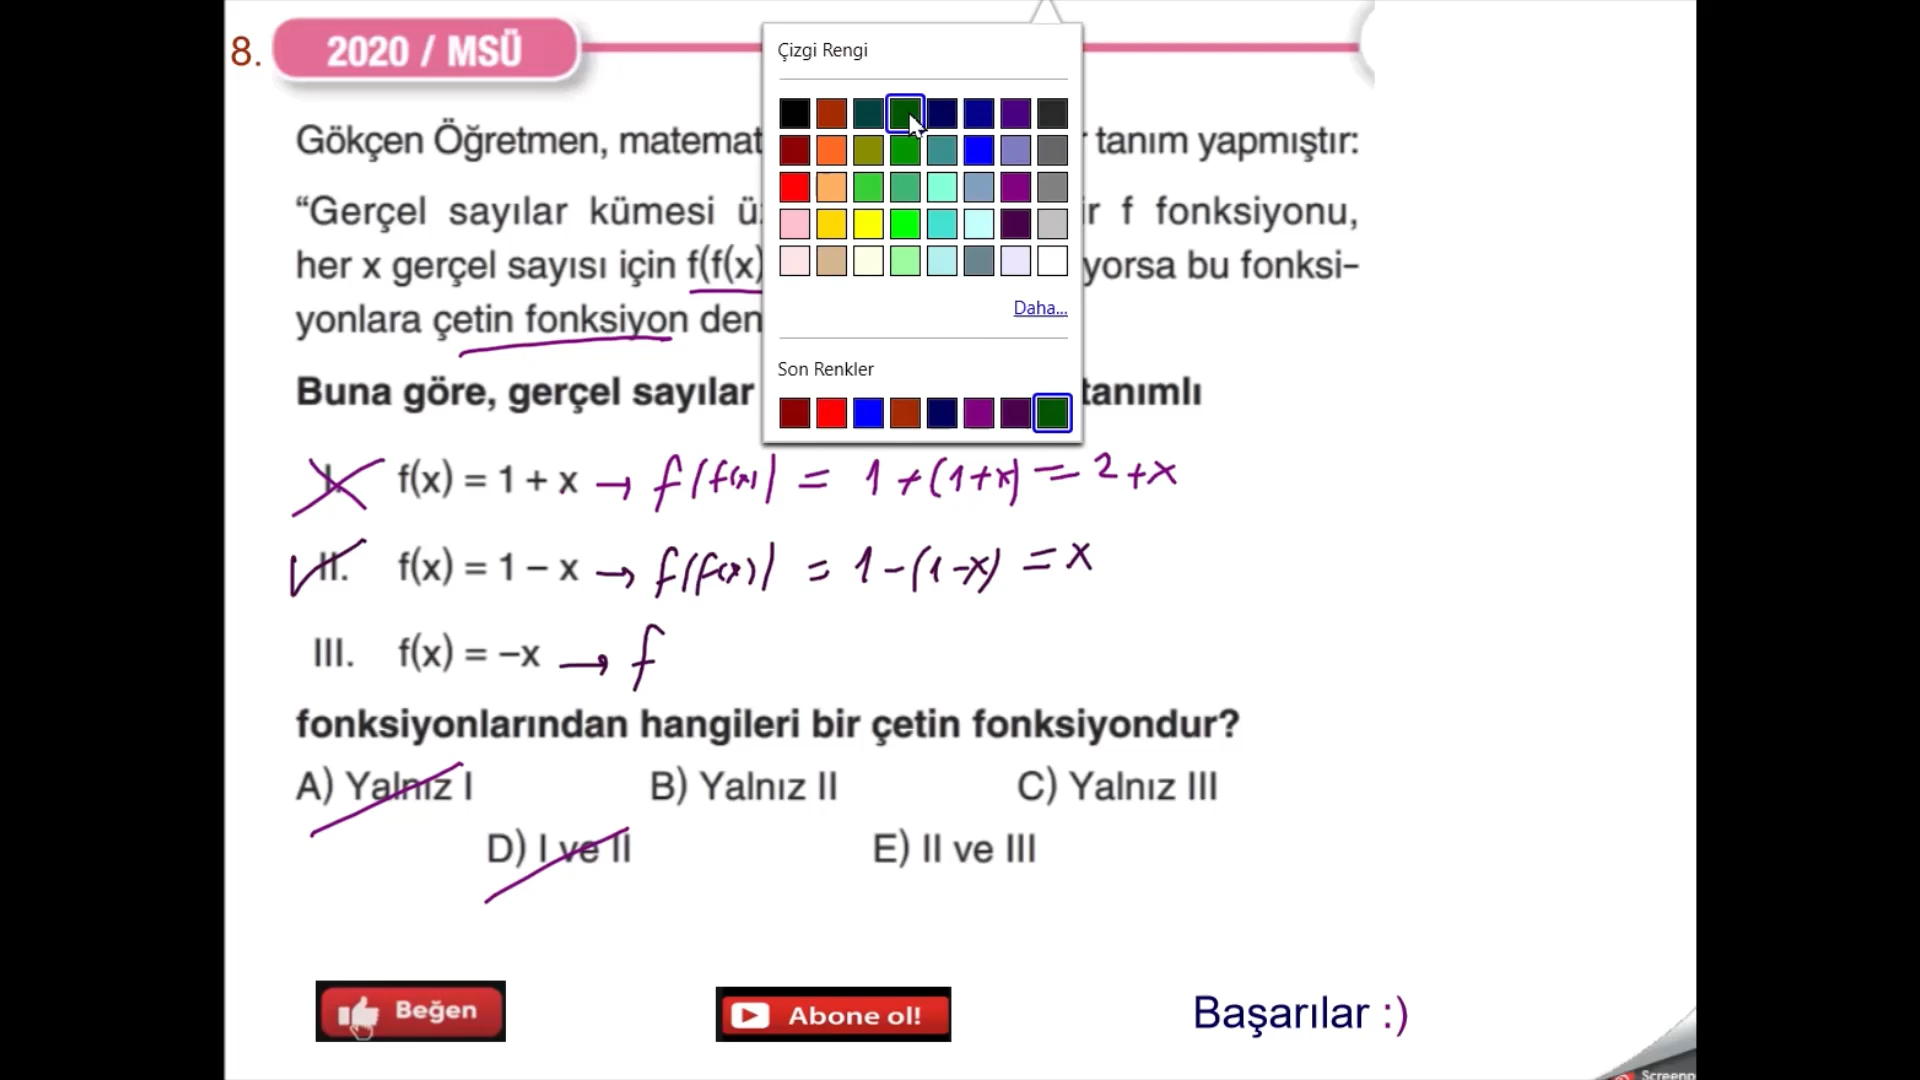 8. 2020 / MSÜ
Çizgi Rengi
Gökçen Öğretmen, matemat tanım yapmıştır:
“Gerçel sayılar kümesi ü f fonksiyonu,
her x gerçel sayısı için f(f(x) yorsa bu fonksi-
yonlara çetin fonksiyon den
Daha...
Son Renkler
Buna göre, gerçel sayılar tanımlı
I. f(x) = 1 + x → f(f(x)) = 1+(1+x) = 2+x
II. f(x) = 1 – x → f(f(x)) = 1-(1-x) = x
III. f(x) = –x → f
fonksiyonlarından hangileri bir çetin fonksiyondur?
A) Yalnız I B) Yalnız II C) Yalnız III
D) I ve II E) II ve III
Beğen Abone ol! Başarılar :)